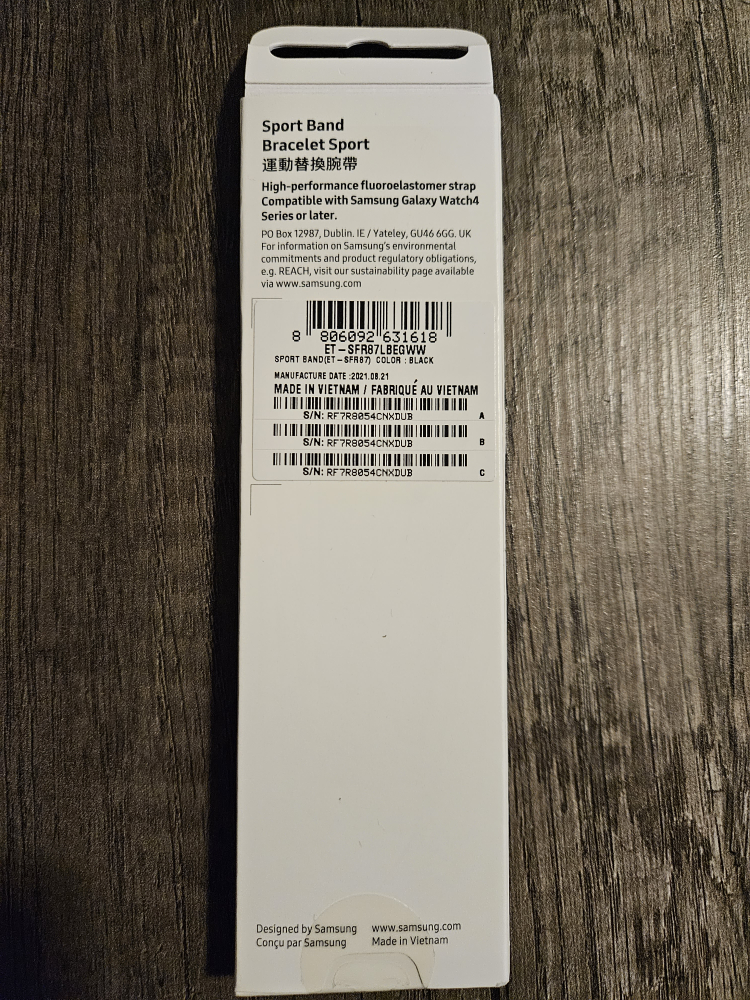 Sport Band
Bracelet Sport
運動替換腕帶
High-performance fluoroelastomer strap
Compatible with Samsung Galaxy Watch4
Series or later.
PO Box 12987, Dublin. IE / Yateley, GU46 6GG. UK
For information on Samsung's environmental
commitments and product regulatory obligations,
e.g. REACH, visit our sustainability page available
via www.samsung.com
8 806092 631618
ET-SFR87LBEGWW
SPORT BAND(ET-SFR87) COLOR : BLACK
MANUFACTURE DATE :2021.08.21
MADE IN VIETNAM / FABRIQUÉ AU VIETNAM
S/N: RF7R8054CNXDUB A
S/N: RF7R8054CNXDUB B
S/N: RF7R8054CNXDUB C
Designed by Samsung www.samsung.com
Conçu par Samsung Made in Vietnam